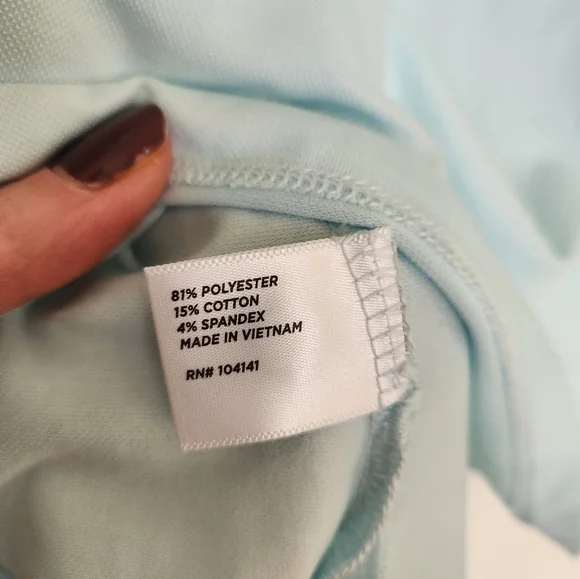 81% POLYESTER
15% COTTON
4% SPANDEX
MADE IN VIETNAM
RN# 104141